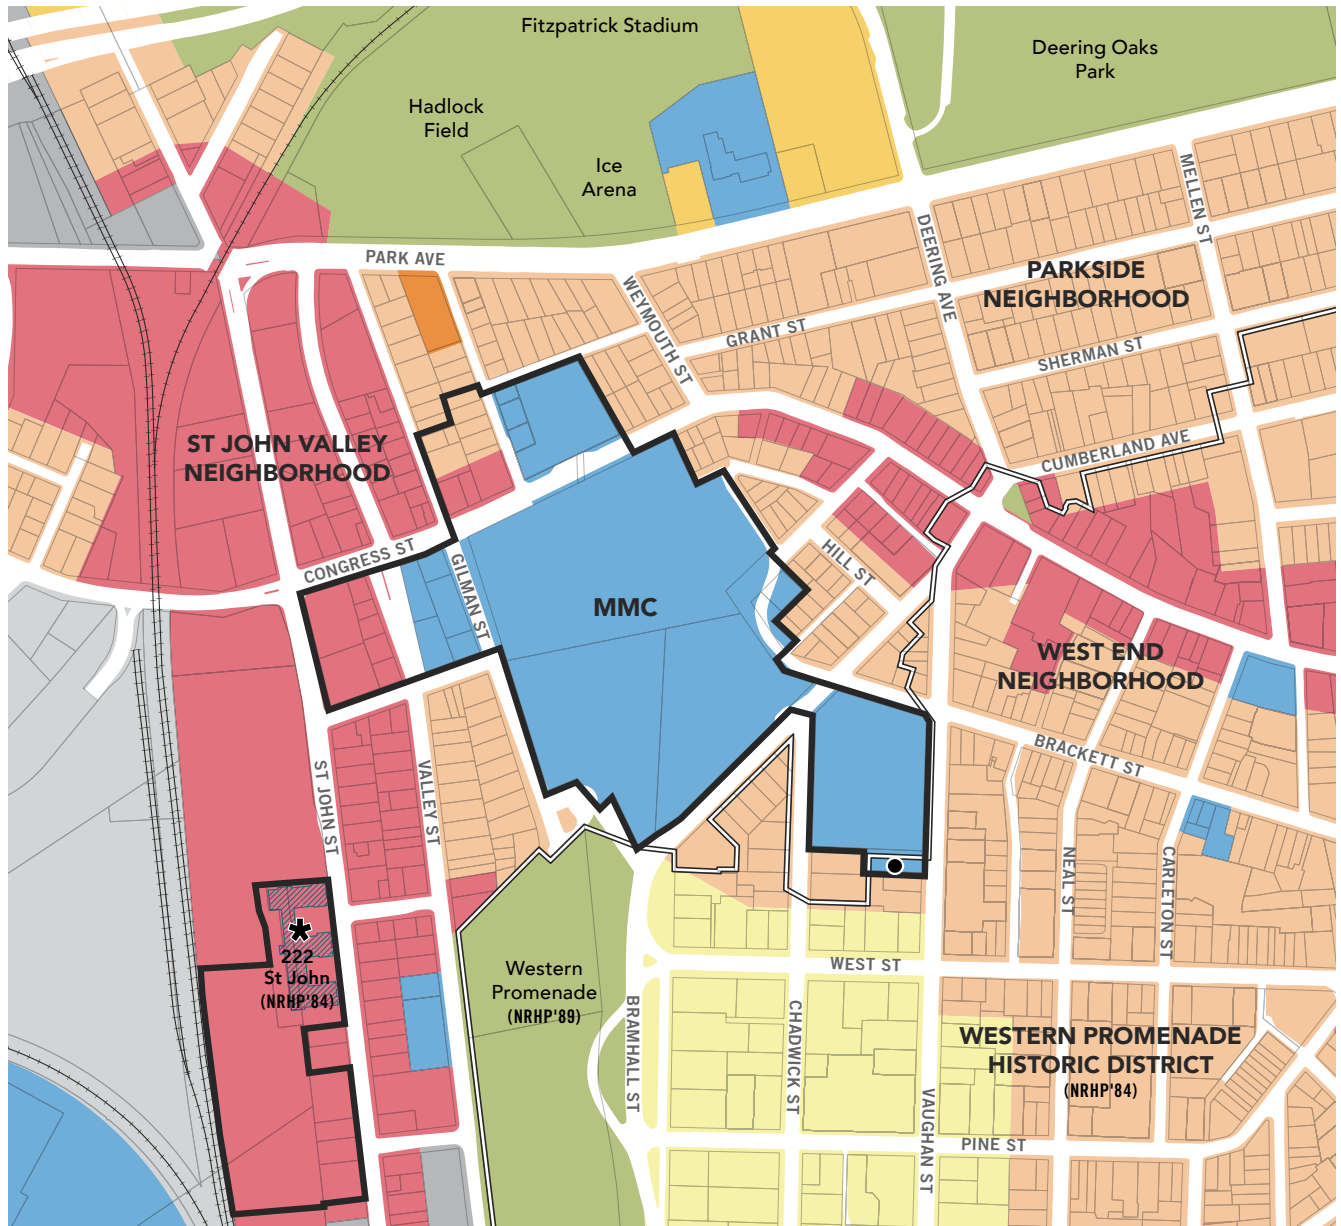 Fitzpatrick Stadium
Deering Oaks
Park
Hadlock
Field
Ice
Arena
MELLEN ST
DEERING AVE
PARK AVE
PARKSIDE
NEIGHBORHOOD
WEYMOUTH ST
GRANT ST
SHERMAN ST
ST JOHN VALLEY
NEIGHBORHOOD
CUMBERLAND AVE
CONGRESS ST
GILMAN ST
HILL ST
MMC
WEST END
NEIGHBORHOOD
BRACKETT ST
ST JOHN ST
VALLEY ST
NEAL ST
CARLETON ST
222
St John
(NRHP'84)
Western
Promenade
(NRHP'89)
WEST ST
BRAMHALL ST
CHADWICK ST
VAUGHAN ST
WESTERN PROMENADE
HISTORIC DISTRICT
(NRHP'84)
PINE ST